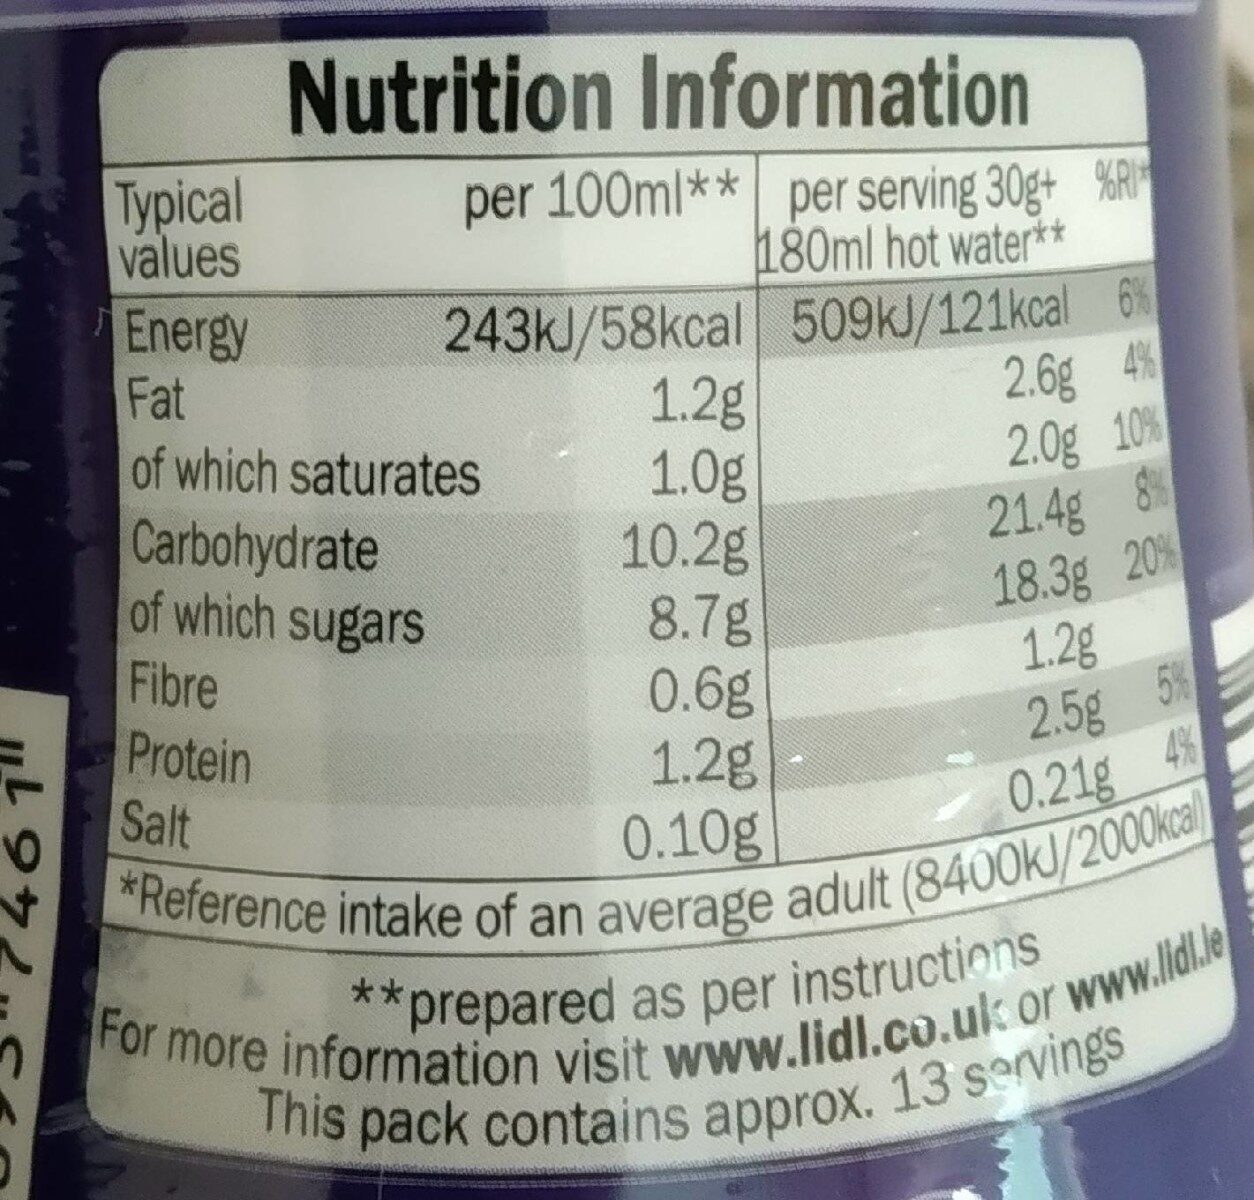 Nutrition Information
Typical values per 100ml** per serving 30g+ 180ml hot water** %RI*
Energy 243kJ/58kcal 509kJ/121kcal 6%
Fat 1.2g 2.6g 4%
of which saturates 1.0g 2.0g 10%
Carbohydrate 10.2g 21.4g 8%
of which sugars 8.7g 18.3g 20%
Fibre 0.6g 1.2g
Protein 1.2g 2.5g 5%
Salt 0.10g 0.21g 4%
*Reference intake of an average adult (8400kJ/2000kcal)
**prepared as per instructions
For more information visit www.lidl.co.uk or www.lidl.ie
This pack contains approx. 13 servings